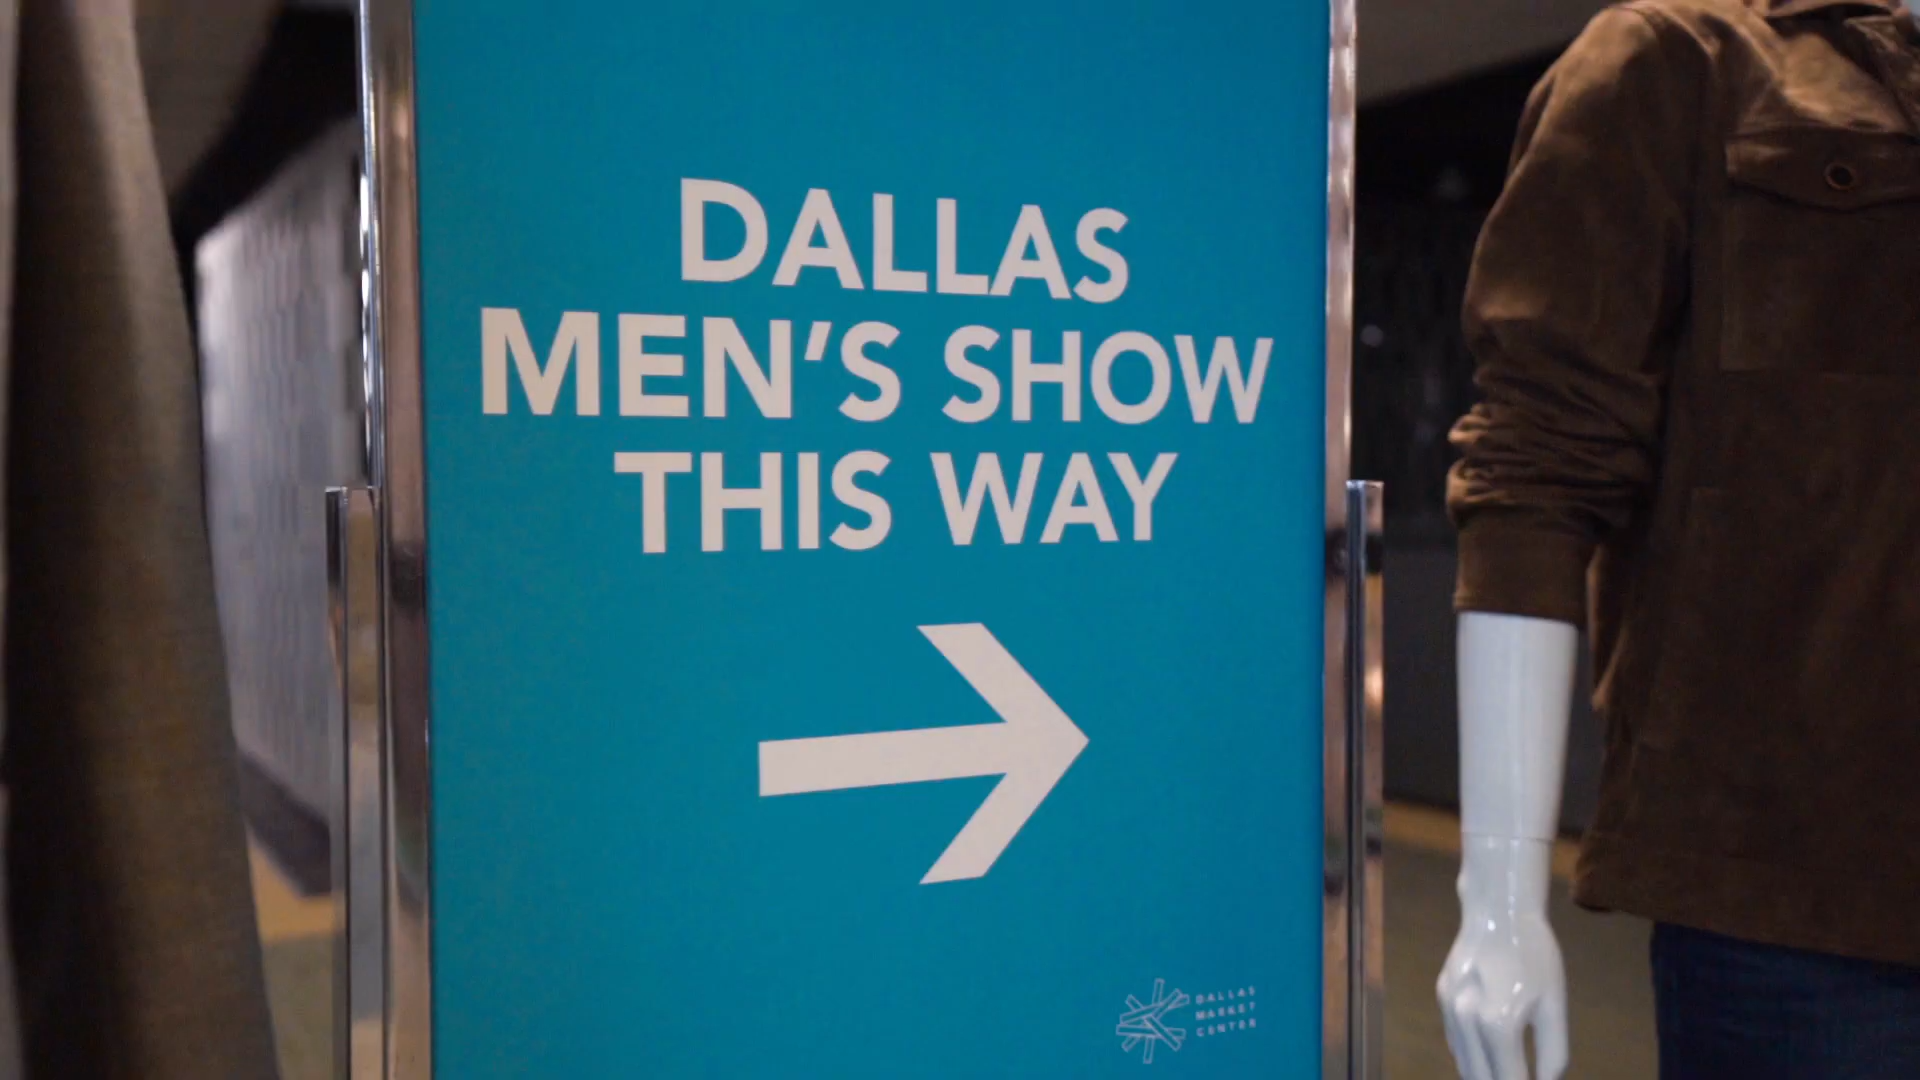 DALLAS
MEN'S SHOW
THIS WAY
DALLAS
MARKET
CENTER